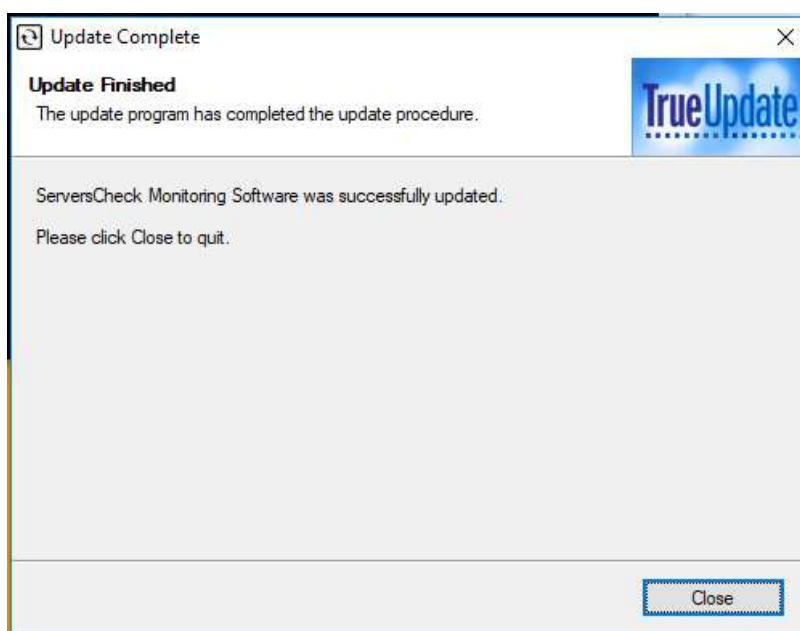 Update Complete
Update Finished
The update program has completed the update procedure.
TrueUpdate
ServersCheck Monitoring Software was successfully updated.
Please click Close to quit.
Close